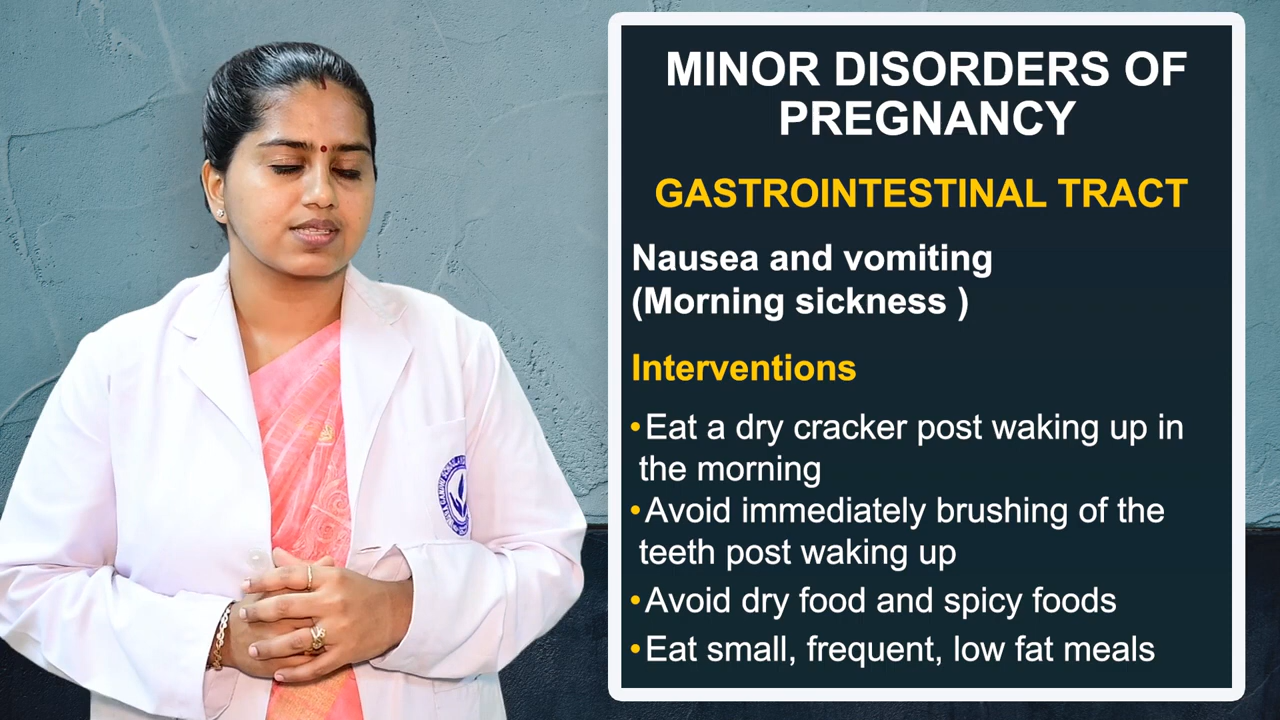 MINOR DISORDERS OF
PREGNANCY
GASTROINTESTINAL TRACT
Nausea and vomiting
(Morning sickness )
Interventions
•Eat a dry cracker post waking up in
the morning
•Avoid immediately brushing of the
teeth post waking up
•Avoid dry food and spicy foods
•Eat small, frequent, low fat meals